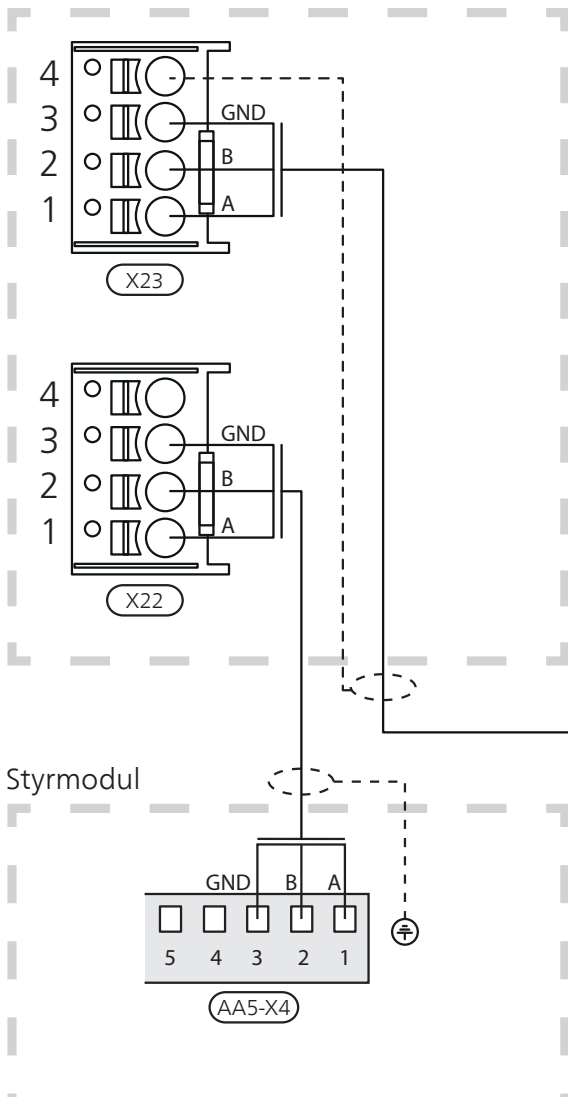 4
3 GND
2 B
1 A
X23
4
3 GND
2 B
1 A
X22
Styrmodul
GND B A
5 4 3 2 1
AA5-X4